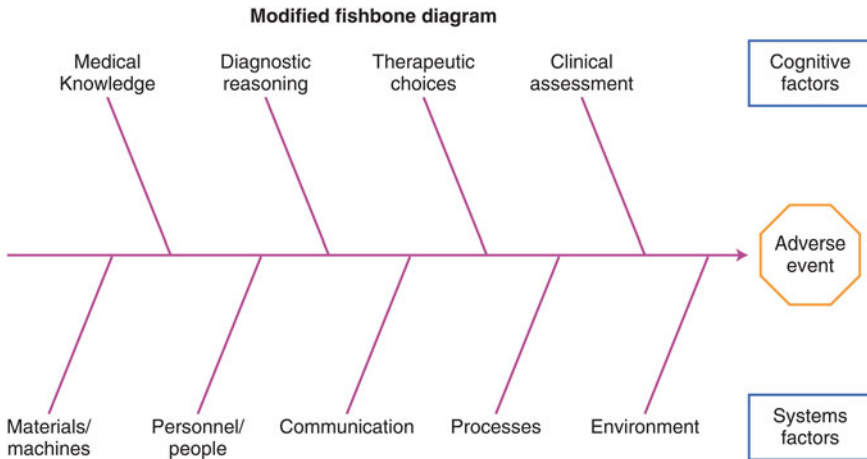 Modified fishbone diagram
Medical
Knowledge
Diagnostic
reasoning
Therapeutic
choices
Clinical
assessment
Cognitive
factors
Adverse
event
Materials/
machines
Personnel/
people
Communication
Processes
Environment
Systems
factors